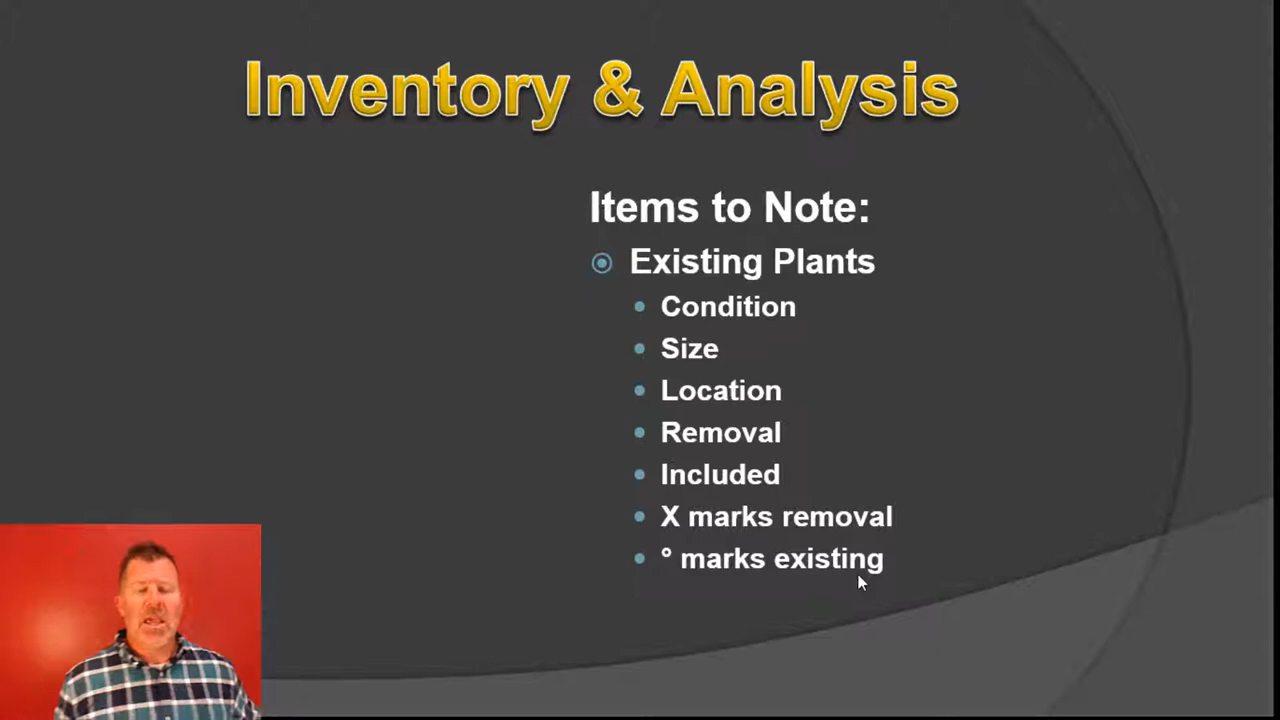 Inventory & Analysis
Items to Note:
Existing Plants
Condition
Size
Location
Removal
Included
X marks removal
° marks existing